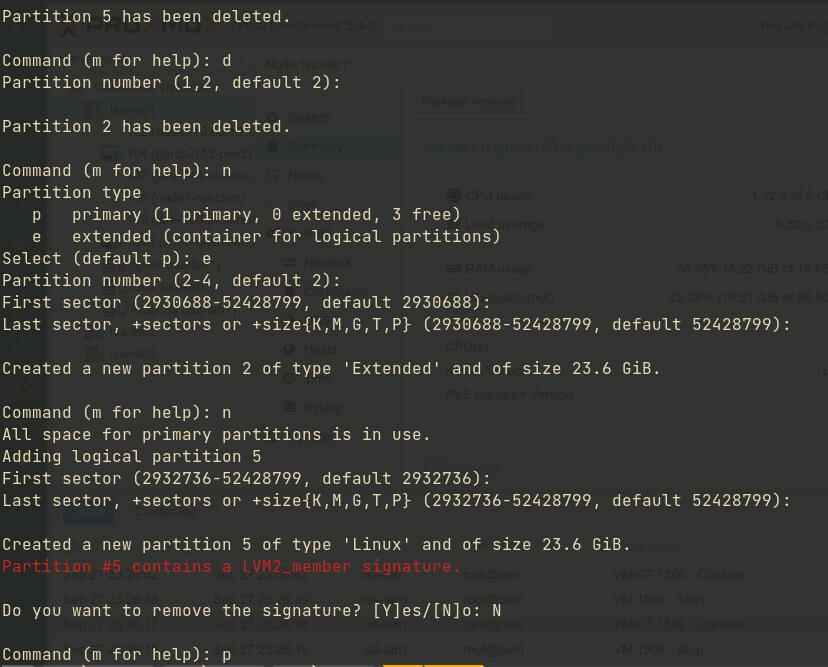 Partition 5 has been deleted.
Command (m for help): d
Partition number (1,2, default 2):
Partition 2 has been deleted.
Command (m for help): n
Partition type
p primary (1 primary, 0 extended, 3 free)
e extended (container for logical partitions)
Select (default p): e
Partition number (2-4, default 2):
First sector (2930688-52428799, default 2930688):
Last sector, +sectors or +size{K,M,G,T,P} (2930688-52428799, default 52428799):
Created a new partition 2 of type 'Extended' and of size 23.6 GiB.
Command (m for help): n
All space for primary partitions is in use.
Adding logical partition 5
First sector (2932736-52428799, default 2932736):
Last sector, +sectors or +size{K,M,G,T,P} (2932736-52428799, default 52428799):
Created a new partition 5 of type 'Linux' and of size 23.6 GiB.
Partition #5 contains a LVM2_member signature.
Do you want to remove the signature? [Y]es/[N]o: N
Command (m for help): p